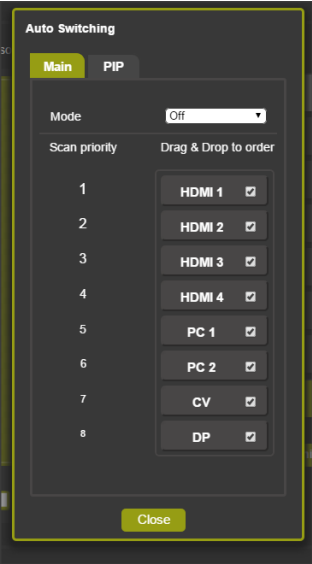 Auto Switching
Main PIP
Mode Off
Scan priority Drag & Drop to order
1 HDMI 1
2 HDMI 2
3 HDMI 3
4 HDMI 4
5 PC 1
6 PC 2
7 CV
8 DP
Close